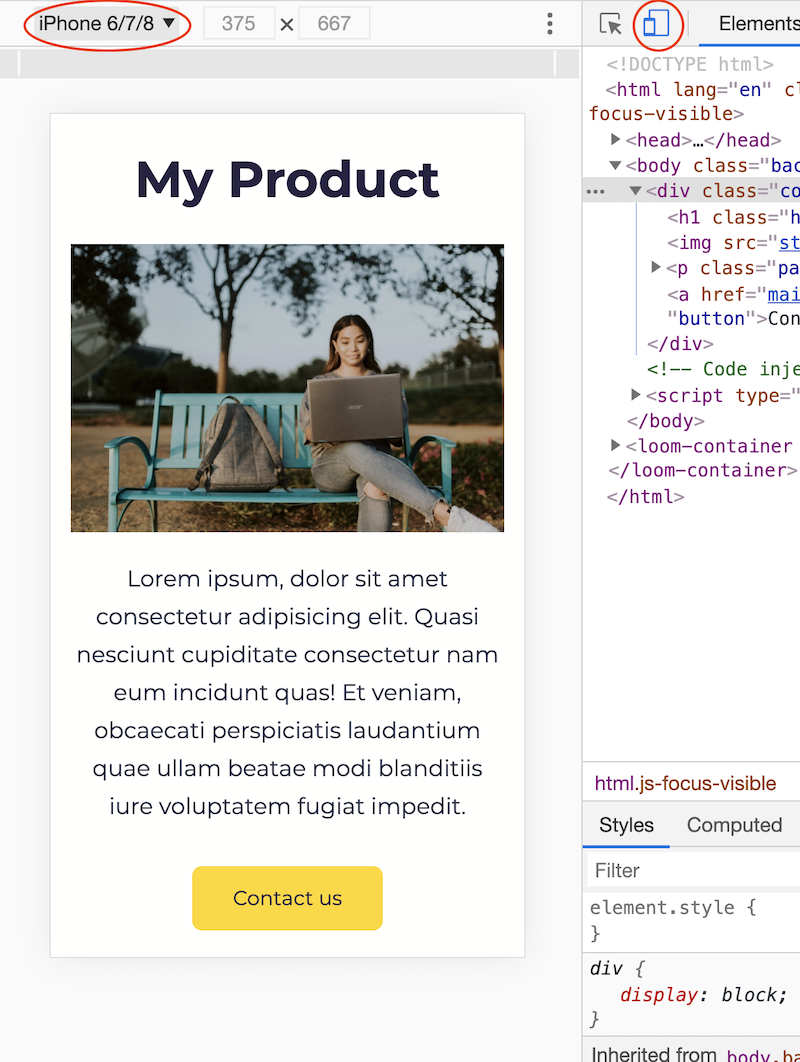 iPhone 6/7/8 ▼ 375 × 667
Elements
<!DOCTYPE html>
<html lang="en" cl
focus-visible>
<head>…</head>
<body class="bac
<div class="co
<h1 class="h
<img src="st
<p class="pa
<a href="mai
"button">Con
</div>
<!-- Code inje
<script type="
</body>
<loom-container
</loom-container>
</html>
My Product
acer
Lorem ipsum, dolor sit amet
consectetur adipisicing elit. Quasi
nesciunt cupiditate consectetur nam
eum incidunt quas! Et veniam,
obcaecati perspiciatis laudantium
quae ullam beatae modi blanditiis
iure voluptatem fugiat impedit.
Contact us
html.js-focus-visible
Styles Computed
Filter
element.style {
}
div {
display: block;
}
Inherited from body.ba